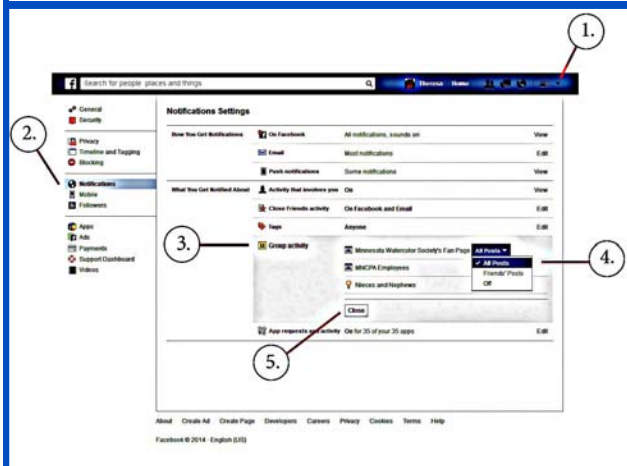 1.
f Search for people places and things Theresa Home
General
Security
2.
Privacy
Timeline and Tagging
Blocking
Notifications
Mobile
Followers
Apps
Ads
Payments
Support Dashboard
Videos
Notifications Settings
How You Get Notifications On Facebook All notifications, sounds on View
Email Most notifications Edit
Push notifications Some notifications View
What You Get Notified About Activity that involves you On View
Close Friends activity On Facebook and Email Edit
Tags Anyone Edit
3.
Group activity Minnesota Watercolor Society's Fan Page All Posts
MNCPA Employees
Nieces and Nephews
All Posts
Friends' Posts
Off
4.
Close
5.
App requests and activity On for 35 of your 35 apps Edit
About Create Ad Create Page Developers Careers Privacy Cookies Terms Help
Facebook © 2014 · English (US)